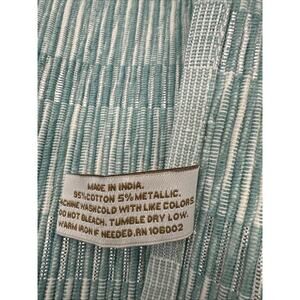 MADE IN INDIA.
95%COTTON 5% METALLIC.
ACHINE WASH COLD WITH LIKE COLORS
DO NOT BLEACH. TUMBLE DRY LOW.
WARM IRON IF NEEDED.RN 106002